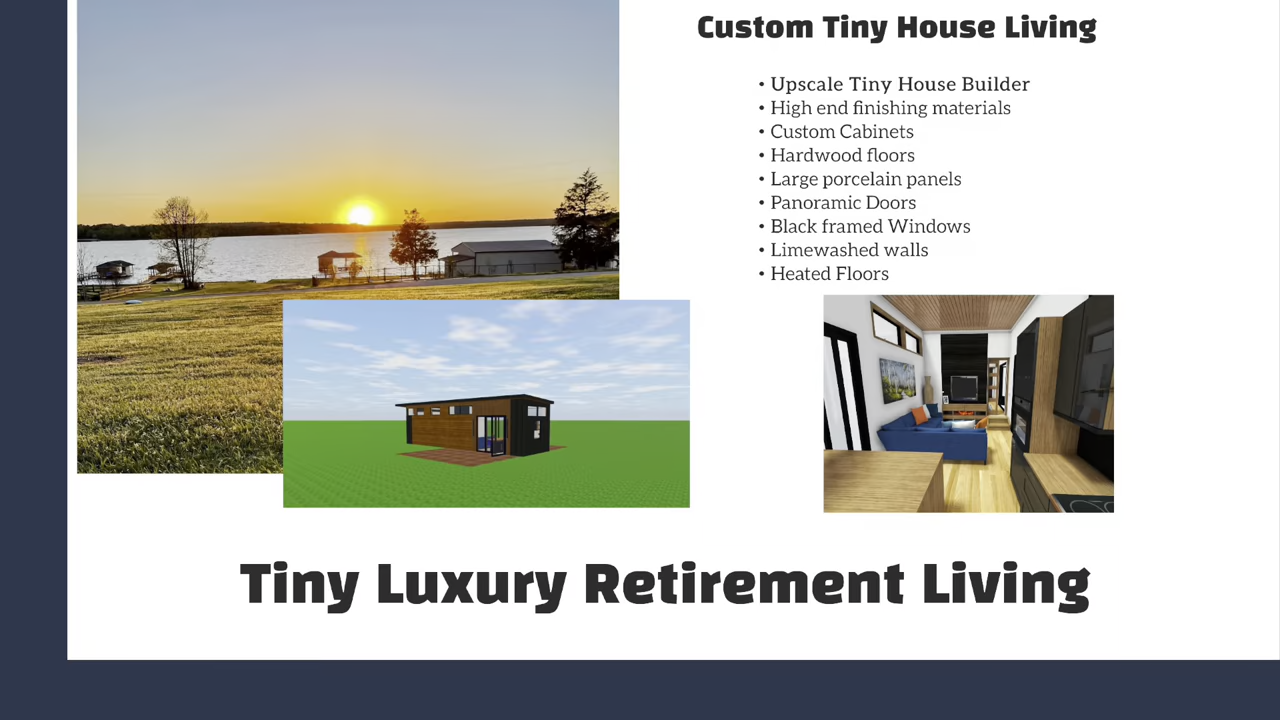 Custom Tiny House Living
• Upscale Tiny House Builder
• High end finishing materials
• Custom Cabinets
• Hardwood floors
• Large porcelain panels
• Panoramic Doors
• Black framed Windows
• Limewashed walls
• Heated Floors
Tiny Luxury Retirement Living